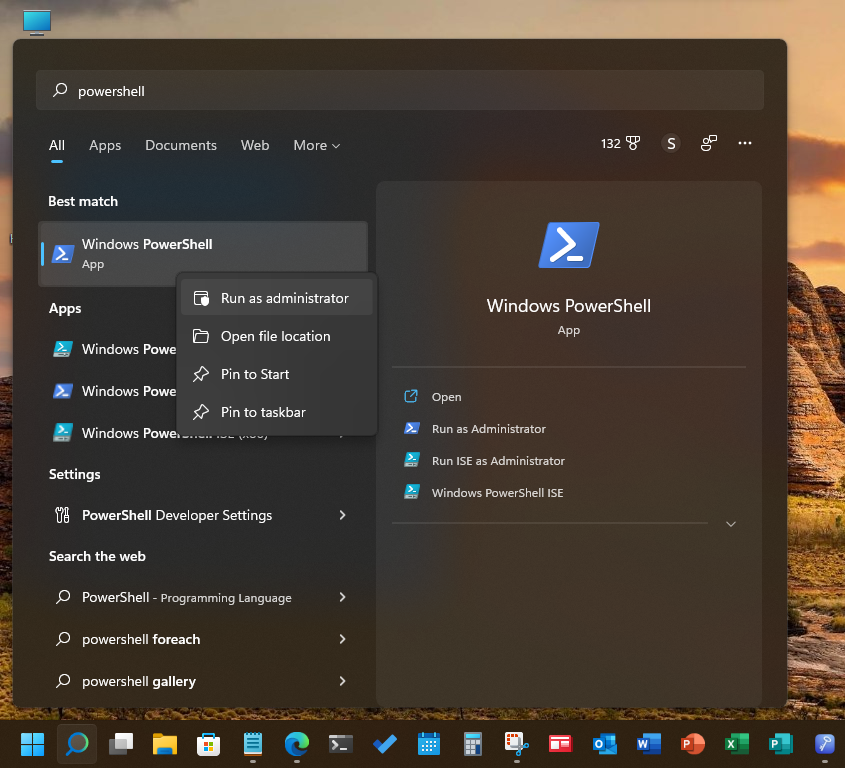 powershell
All Apps Documents Web More 132 S
Best match
Windows PowerShell
App
Run as administrator
Open file location
Pin to Start
Pin to taskbar
Apps
Windows Powe
Windows Powe
Windows PowerShell ISE (x86)
Settings
PowerShell Developer Settings
Search the web
PowerShell - Programming Language
powershell foreach
powershell gallery
Windows PowerShell
App
Open
Run as Administrator
Run ISE as Administrator
Windows PowerShell ISE